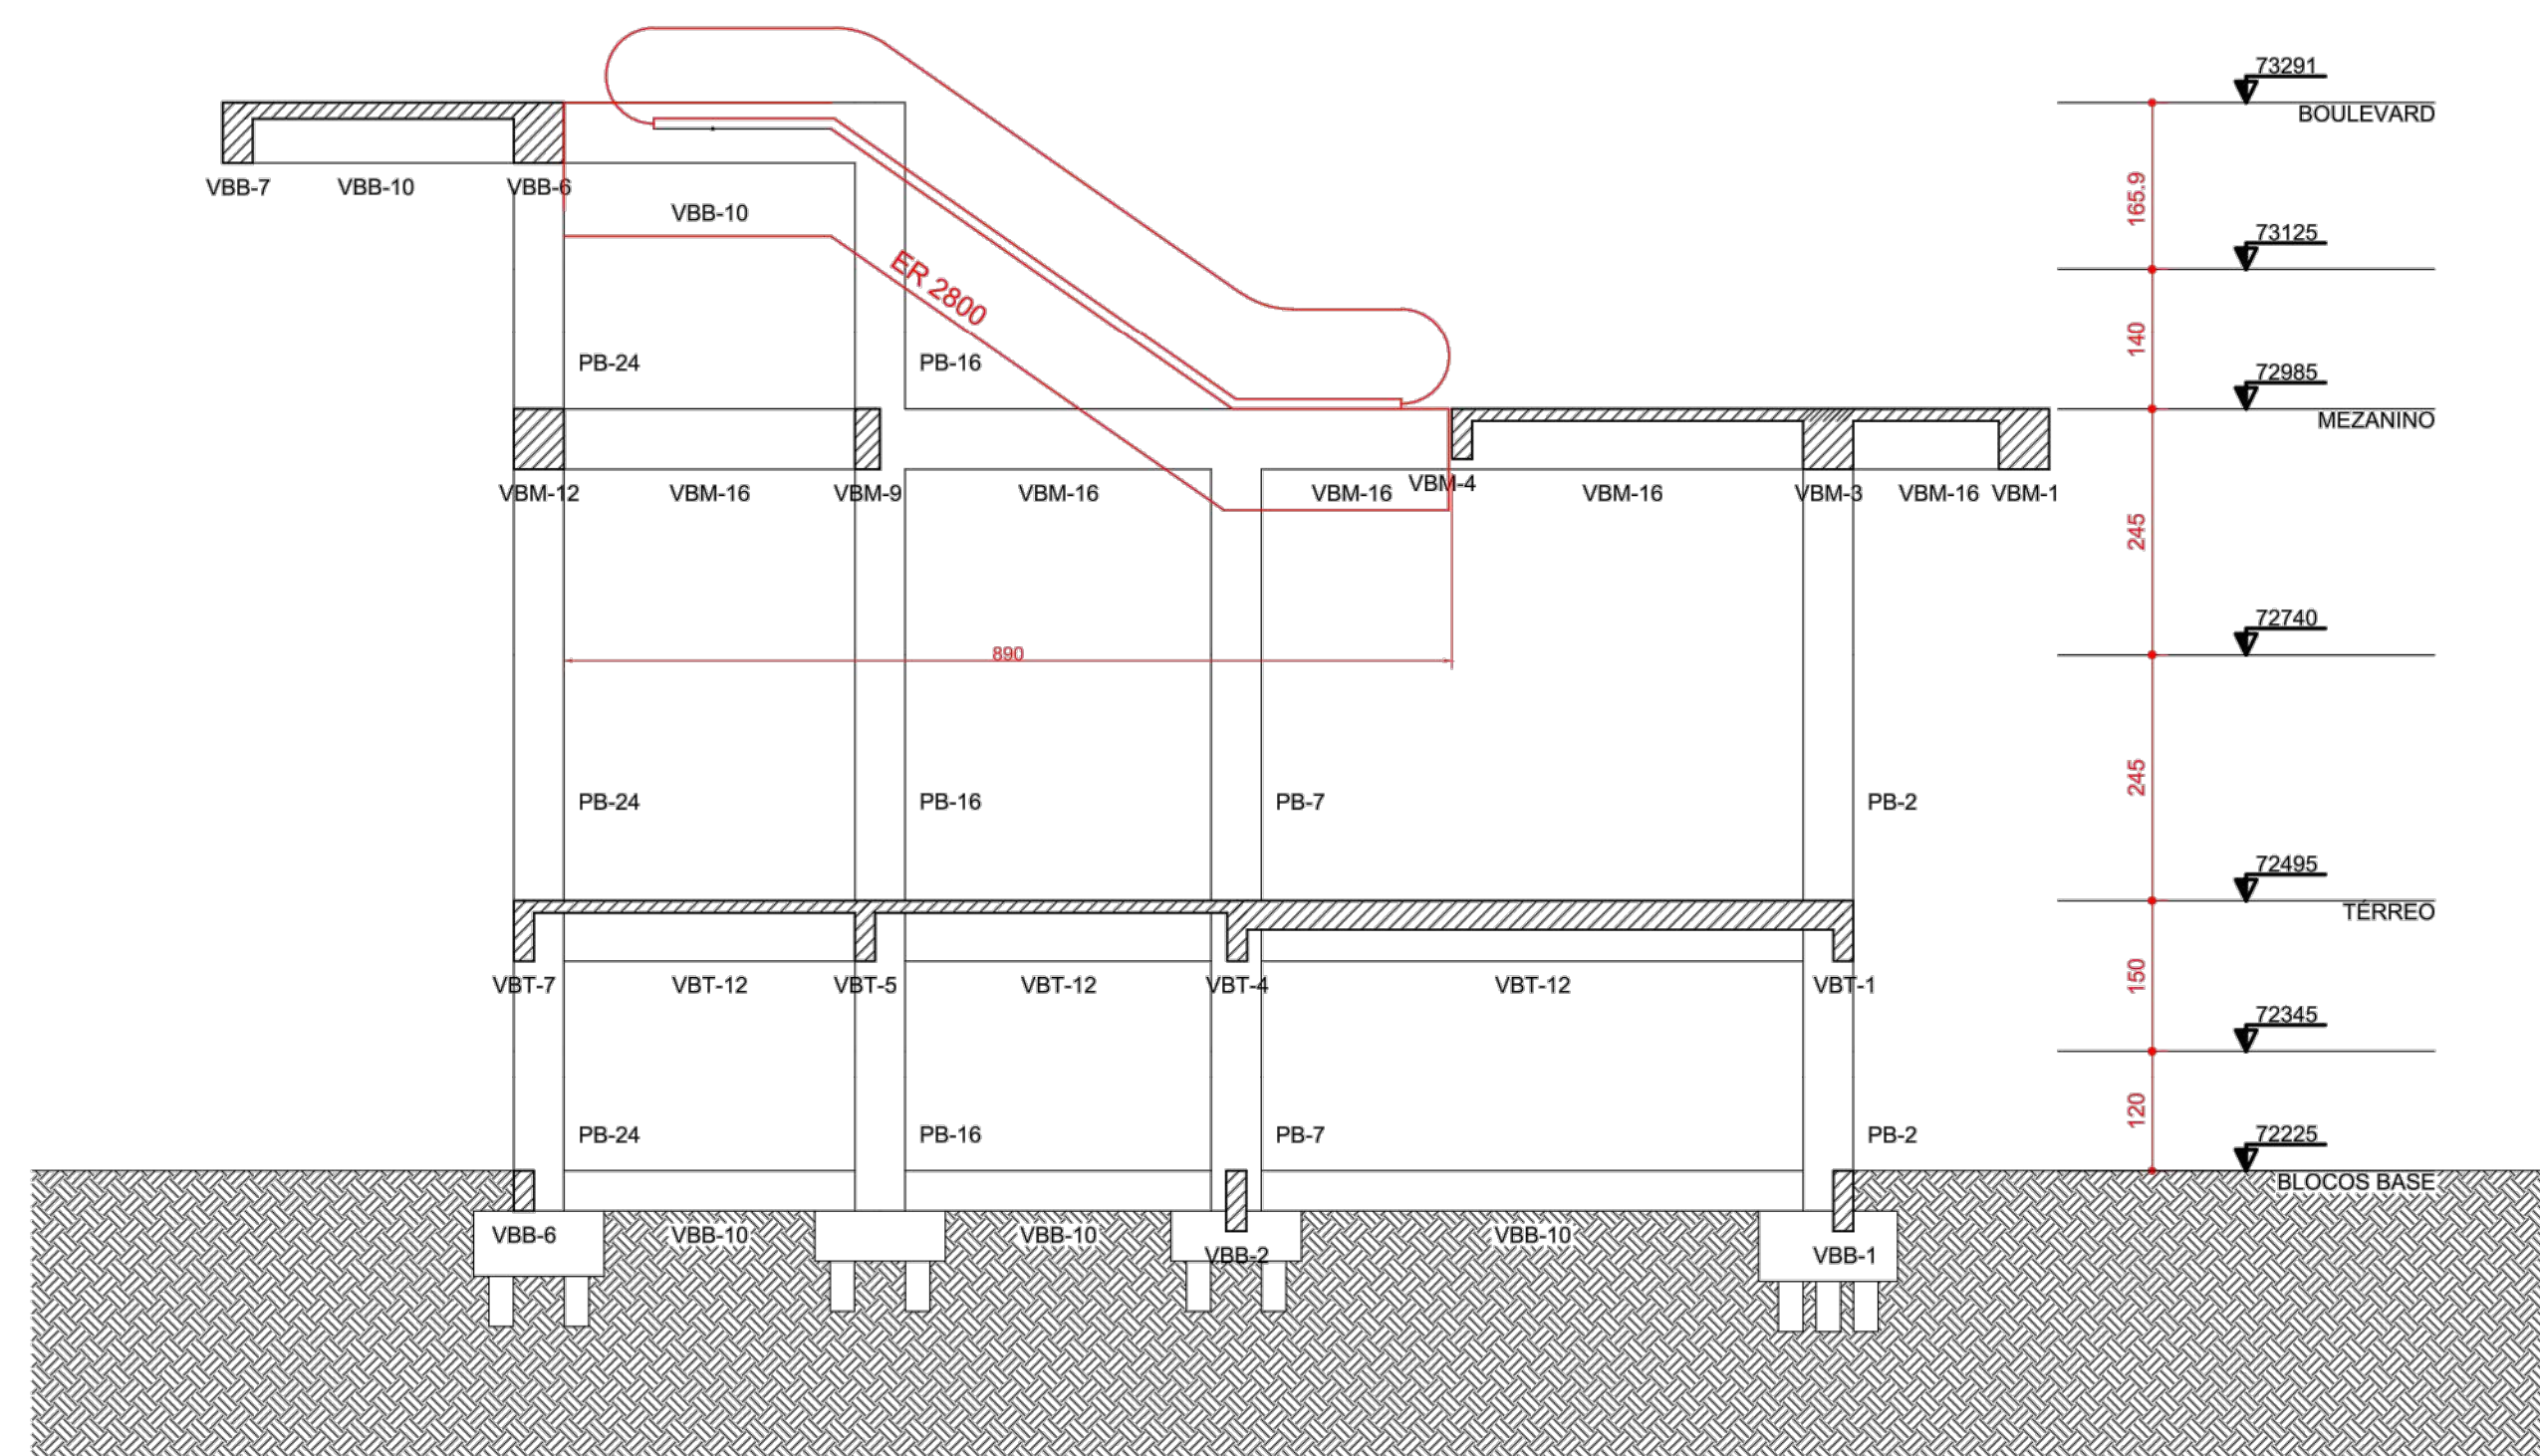 73291
BOULEVARD
165.9
VBB-7
VBB-10
VBB-6
VBB-10
73125
ER 2800
140
PB-24
PB-16
72985
MEZANINO
VBM-12
VBM-16
VBM-9
VBM-16
VBM-16
VBM-4
VBM-16
VBM-3
VBM-16
VBM-1
245
72740
890
245
PB-24
PB-16
PB-7
PB-2
72495
TÉRREO
VBT-7
VBT-12
VBT-5
VBT-12
VBT-4
VBT-12
VBT-1
150
72345
120
PB-24
PB-16
PB-7
PB-2
72225
BLOCOS BASE
VBB-6
VBB-10
VBB-10
VBB-2
VBB-10
VBB-1